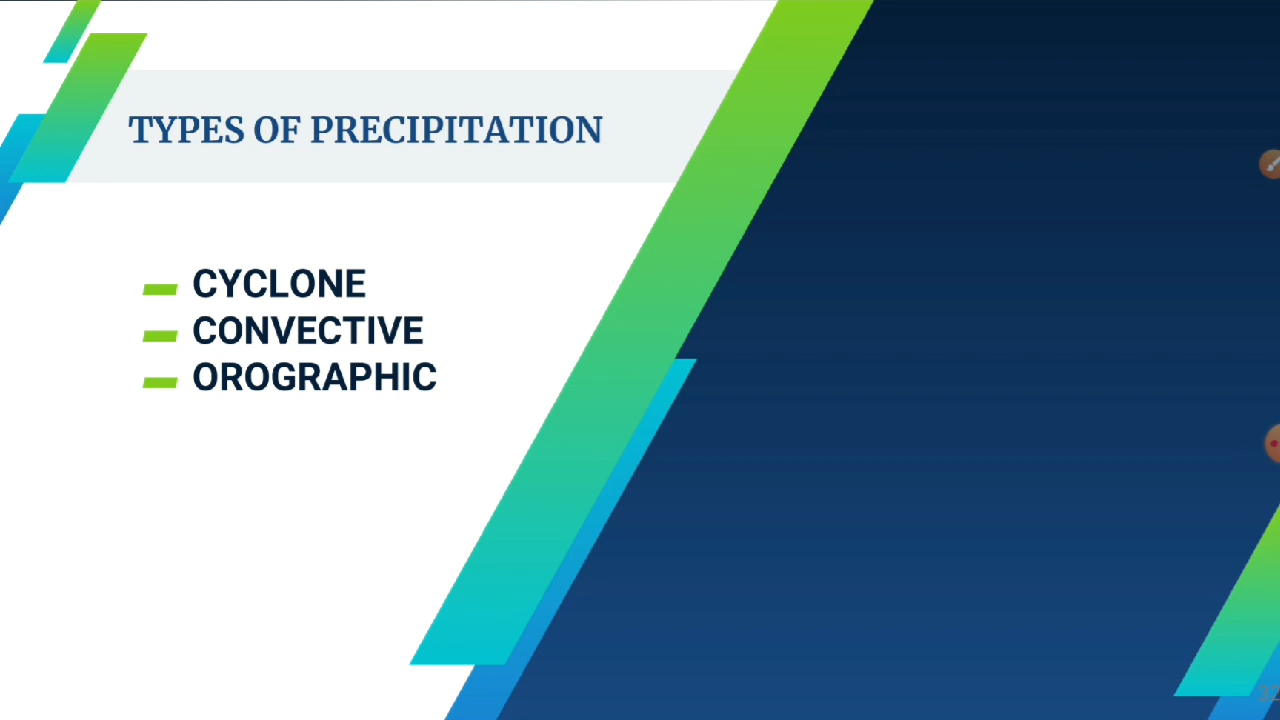 TYPES OF PRECIPITATION
CYCLONE
CONVECTIVE
OROGRAPHIC